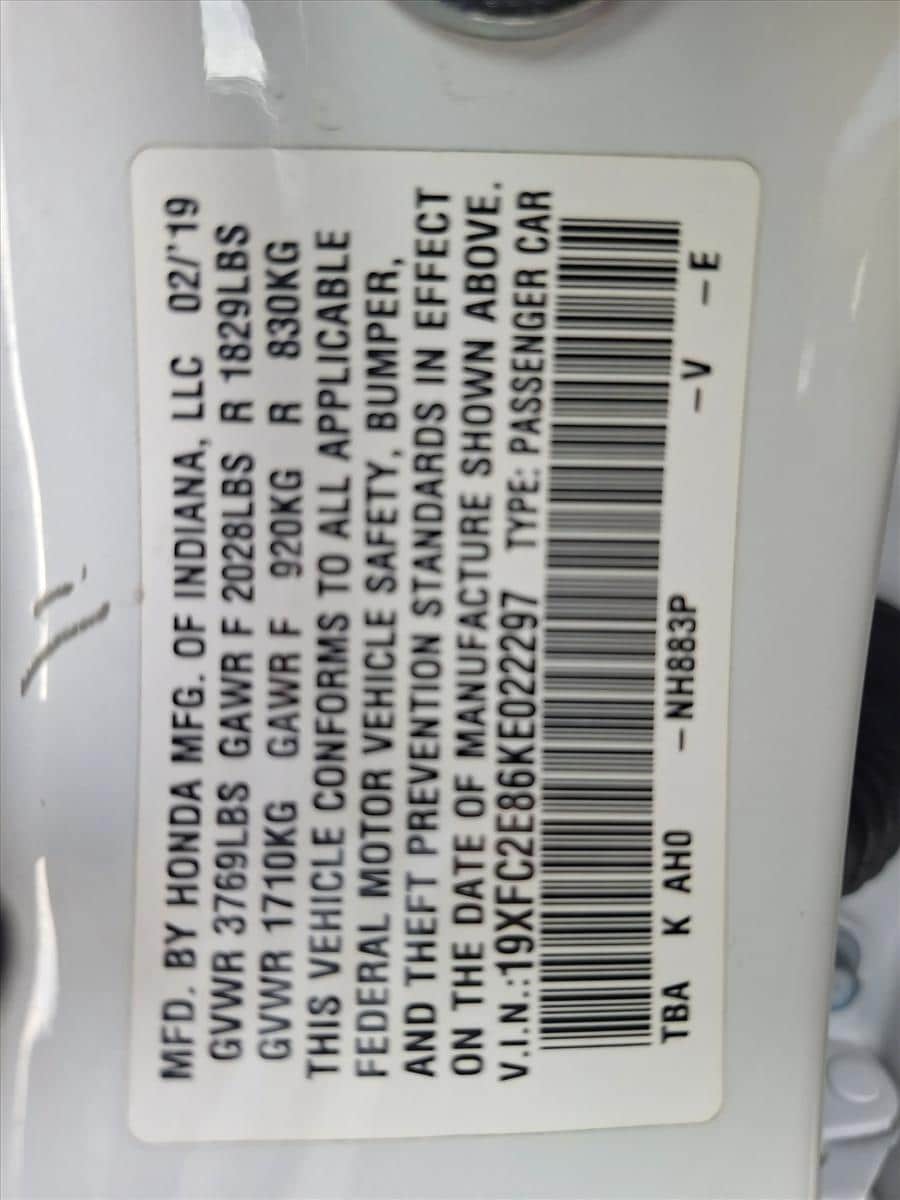 MFD. BY HONDA MFG. OF INDIANA, LLC 02/'19
GVWR 3769LBS GAWR F 2028LBS R 1829LBS
GVWR 1710KG GAWR F 920KG R 830KG
THIS VEHICLE CONFORMS TO ALL APPLICABLE
FEDERAL MOTOR VEHICLE SAFETY, BUMPER,
AND THEFT PREVENTION STANDARDS IN EFFECT
ON THE DATE OF MANUFACTURE SHOWN ABOVE.
V.I.N.:19XFC2E86KE022297 TYPE: PASSENGER CAR
TBA K AH0 –NH883P –V –E